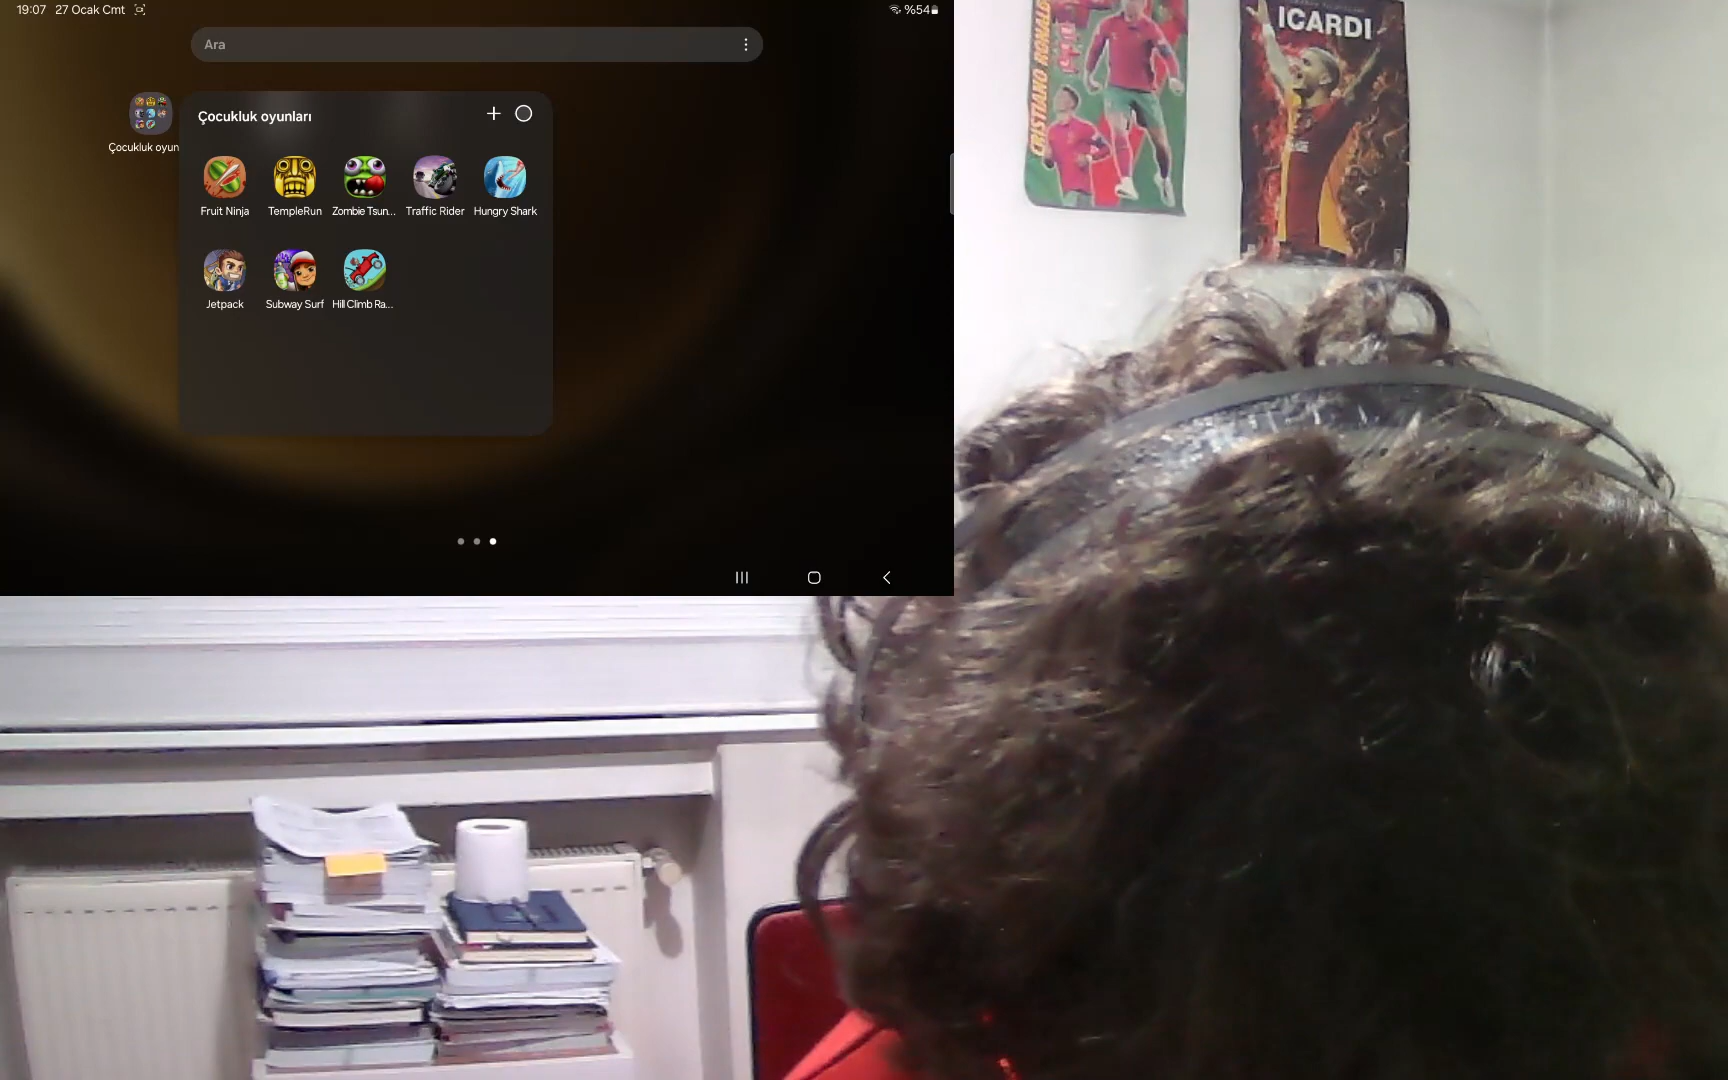 19:07 27 Ocak Cmt
%54
Ara
Çocukluk oyun
Çocukluk oyunları
Fruit Ninja
TempleRun
Zombie Tsun...
Traffic Rider
Hungry Shark
Jetpack
Subway Surf
Hill Climb Ra...
CRISTIANO RONALDO
ICARDI